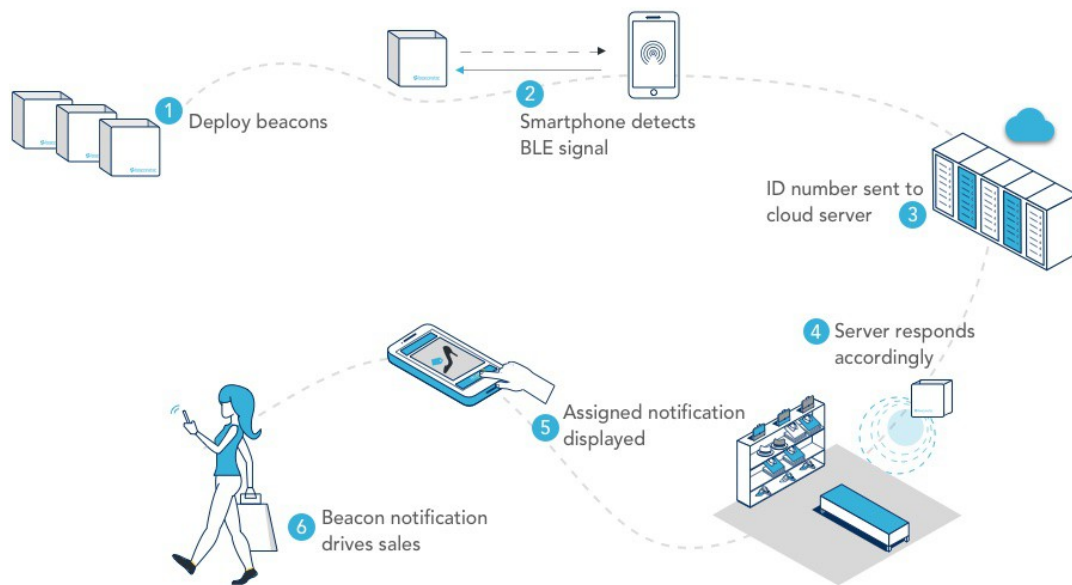 1
Deploy beacons
2
Smartphone detects
BLE signal
ID number sent to
cloud server 3
4 Server responds
accordingly
5 Assigned notification
displayed
6 Beacon notification
drives sales